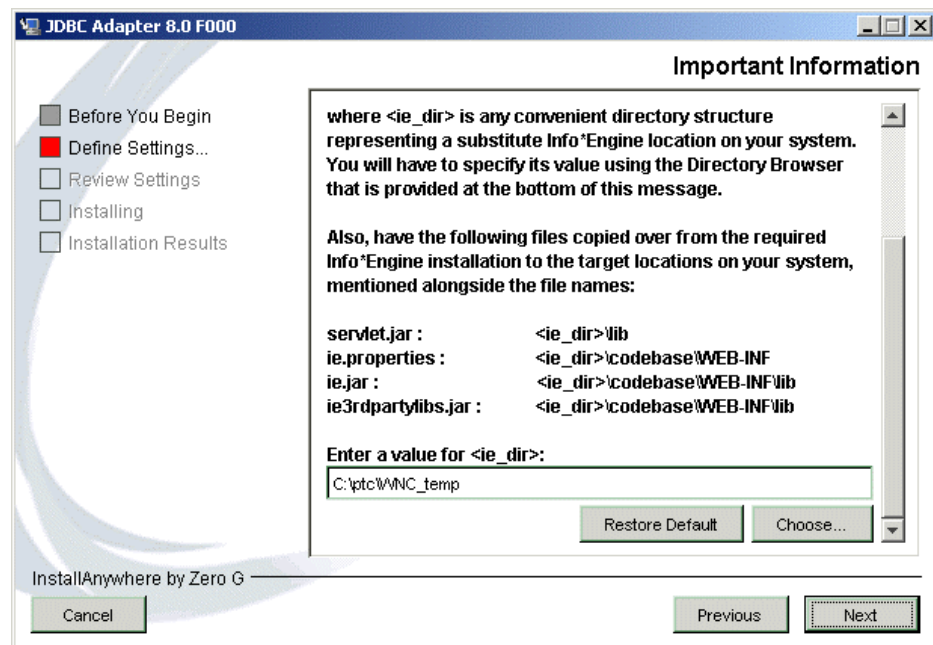 JDBC Adapter 8.0 F000
Important Information
Before You Begin
Define Settings...
Review Settings
Installing
Installation Results
where <ie_dir> is any convenient directory structure
representing a substitute Info*Engine location on your system.
You will have to specify its value using the Directory Browser
that is provided at the bottom of this message.
Also, have the following files copied over from the required
Info*Engine installation to the target locations on your system,
mentioned alongside the file names:
servlet.jar : <ie_dir>\lib
ie.properties : <ie_dir>\codebase\WEB-INF
ie.jar : <ie_dir>\codebase\WEB-INF\lib
ie3rdpartylibs.jar : <ie_dir>\codebase\WEB-INF\lib
Enter a value for <ie_dir>:
C:\ptc\WNC_temp
Restore Default Choose...
InstallAnywhere by Zero G
Cancel Previous Next